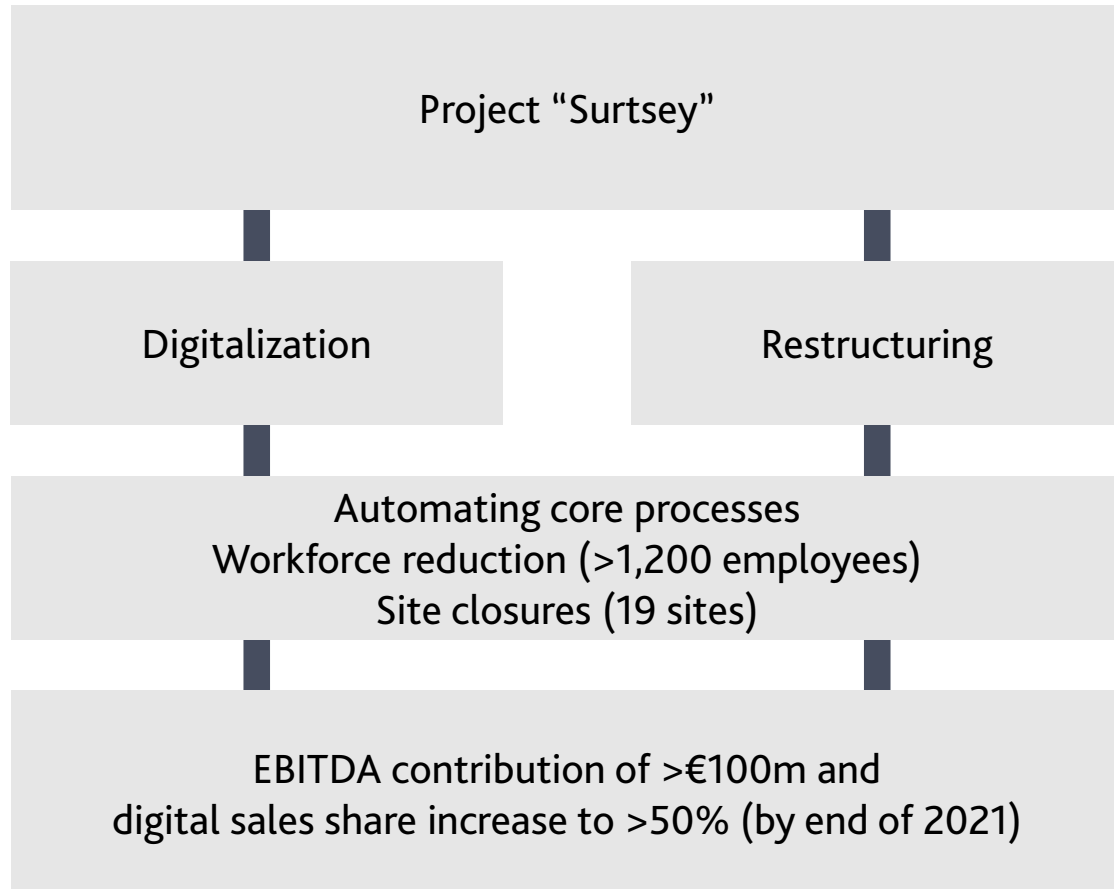 Project “Surtsey”
Digitalization
Restructuring
Automating core processes
Workforce reduction (>1,200 employees)
Site closures (19 sites)
EBITDA contribution of >€100m and
digital sales share increase to >50% (by end of 2021)